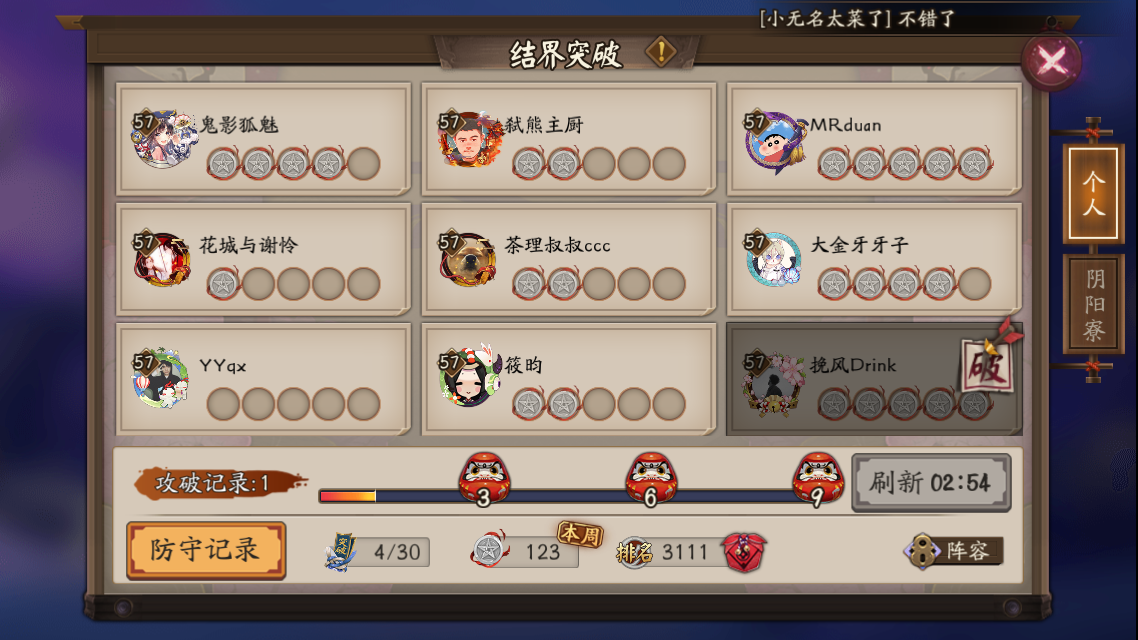 [小无名太菜了] 不错了
结界突破
57 鬼影狐魅
57 弑熊主厨
57 MRduan
个人
57 花城与谢怜
57 茶理叔叔ccc
57 大金牙牙子
阴阳寮
57 YYqx
57 筱昀
57 挽风Drink
破
攻破记录:1
3
6
9
刷新 02:54
防守记录
突破
4/30
123
本周
排名 3111
阵容